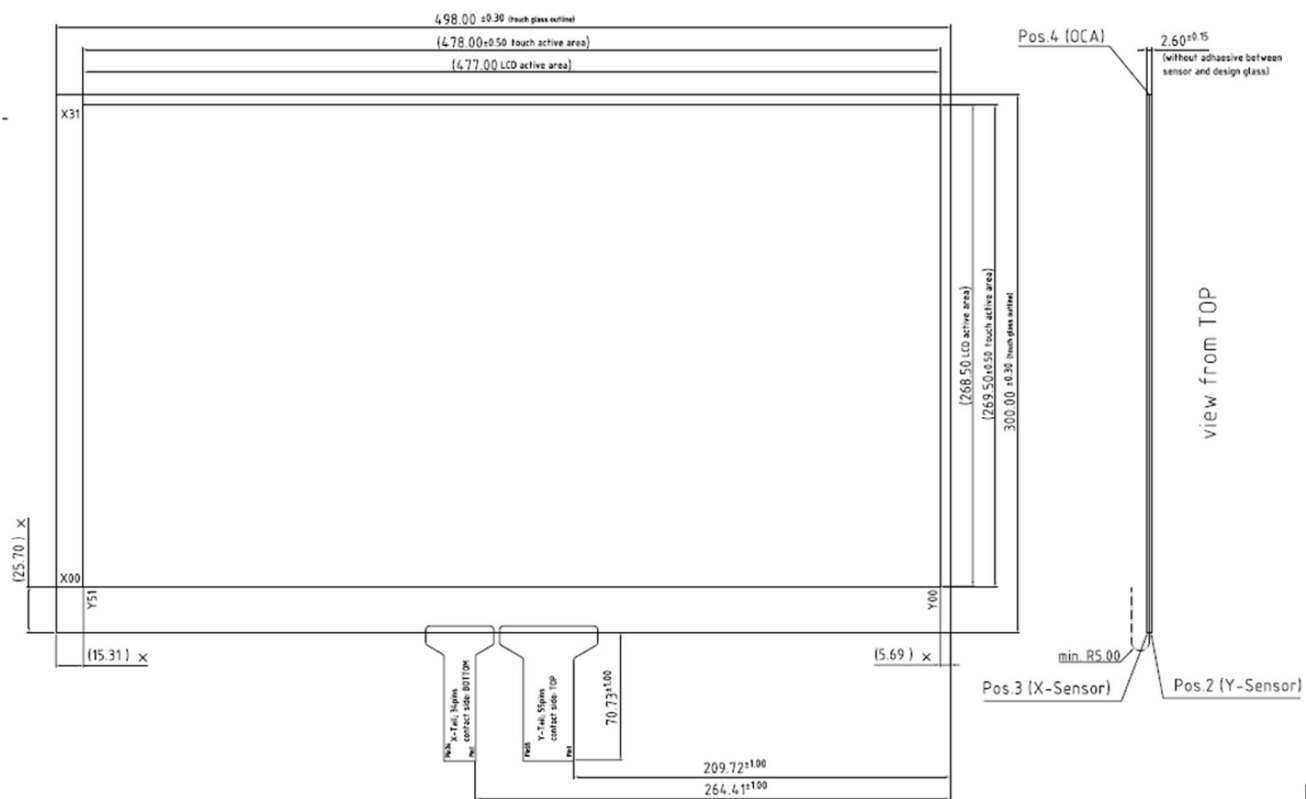 498.00 ±0.30 (touch glass outline)
(478.00±0.50 touch active area)
(477.00 LCD active area)
Pos.4 (OCA)
2.60±0.15
(without adhaesive between
sensor and design glass)
X31
(268.50 LCD active area)
(269.50±0.50 touch active area)
300.00 ±0.30 (touch glass outline)
view from TOP
(25.70) x
X00
Y51
Y00
(15.31) x
(5.69) x
min. R5.00
Pos.3 (X-Sensor)
Pos.2 (Y-Sensor)
X-Tail; 34pins
contact side: BOTTOM
Pin34
Pin1
Y-Tail; 55pins
contact side: TOP
Pin55
Pin1
70.73±1.00
209.72±1.00
264.41±1.00